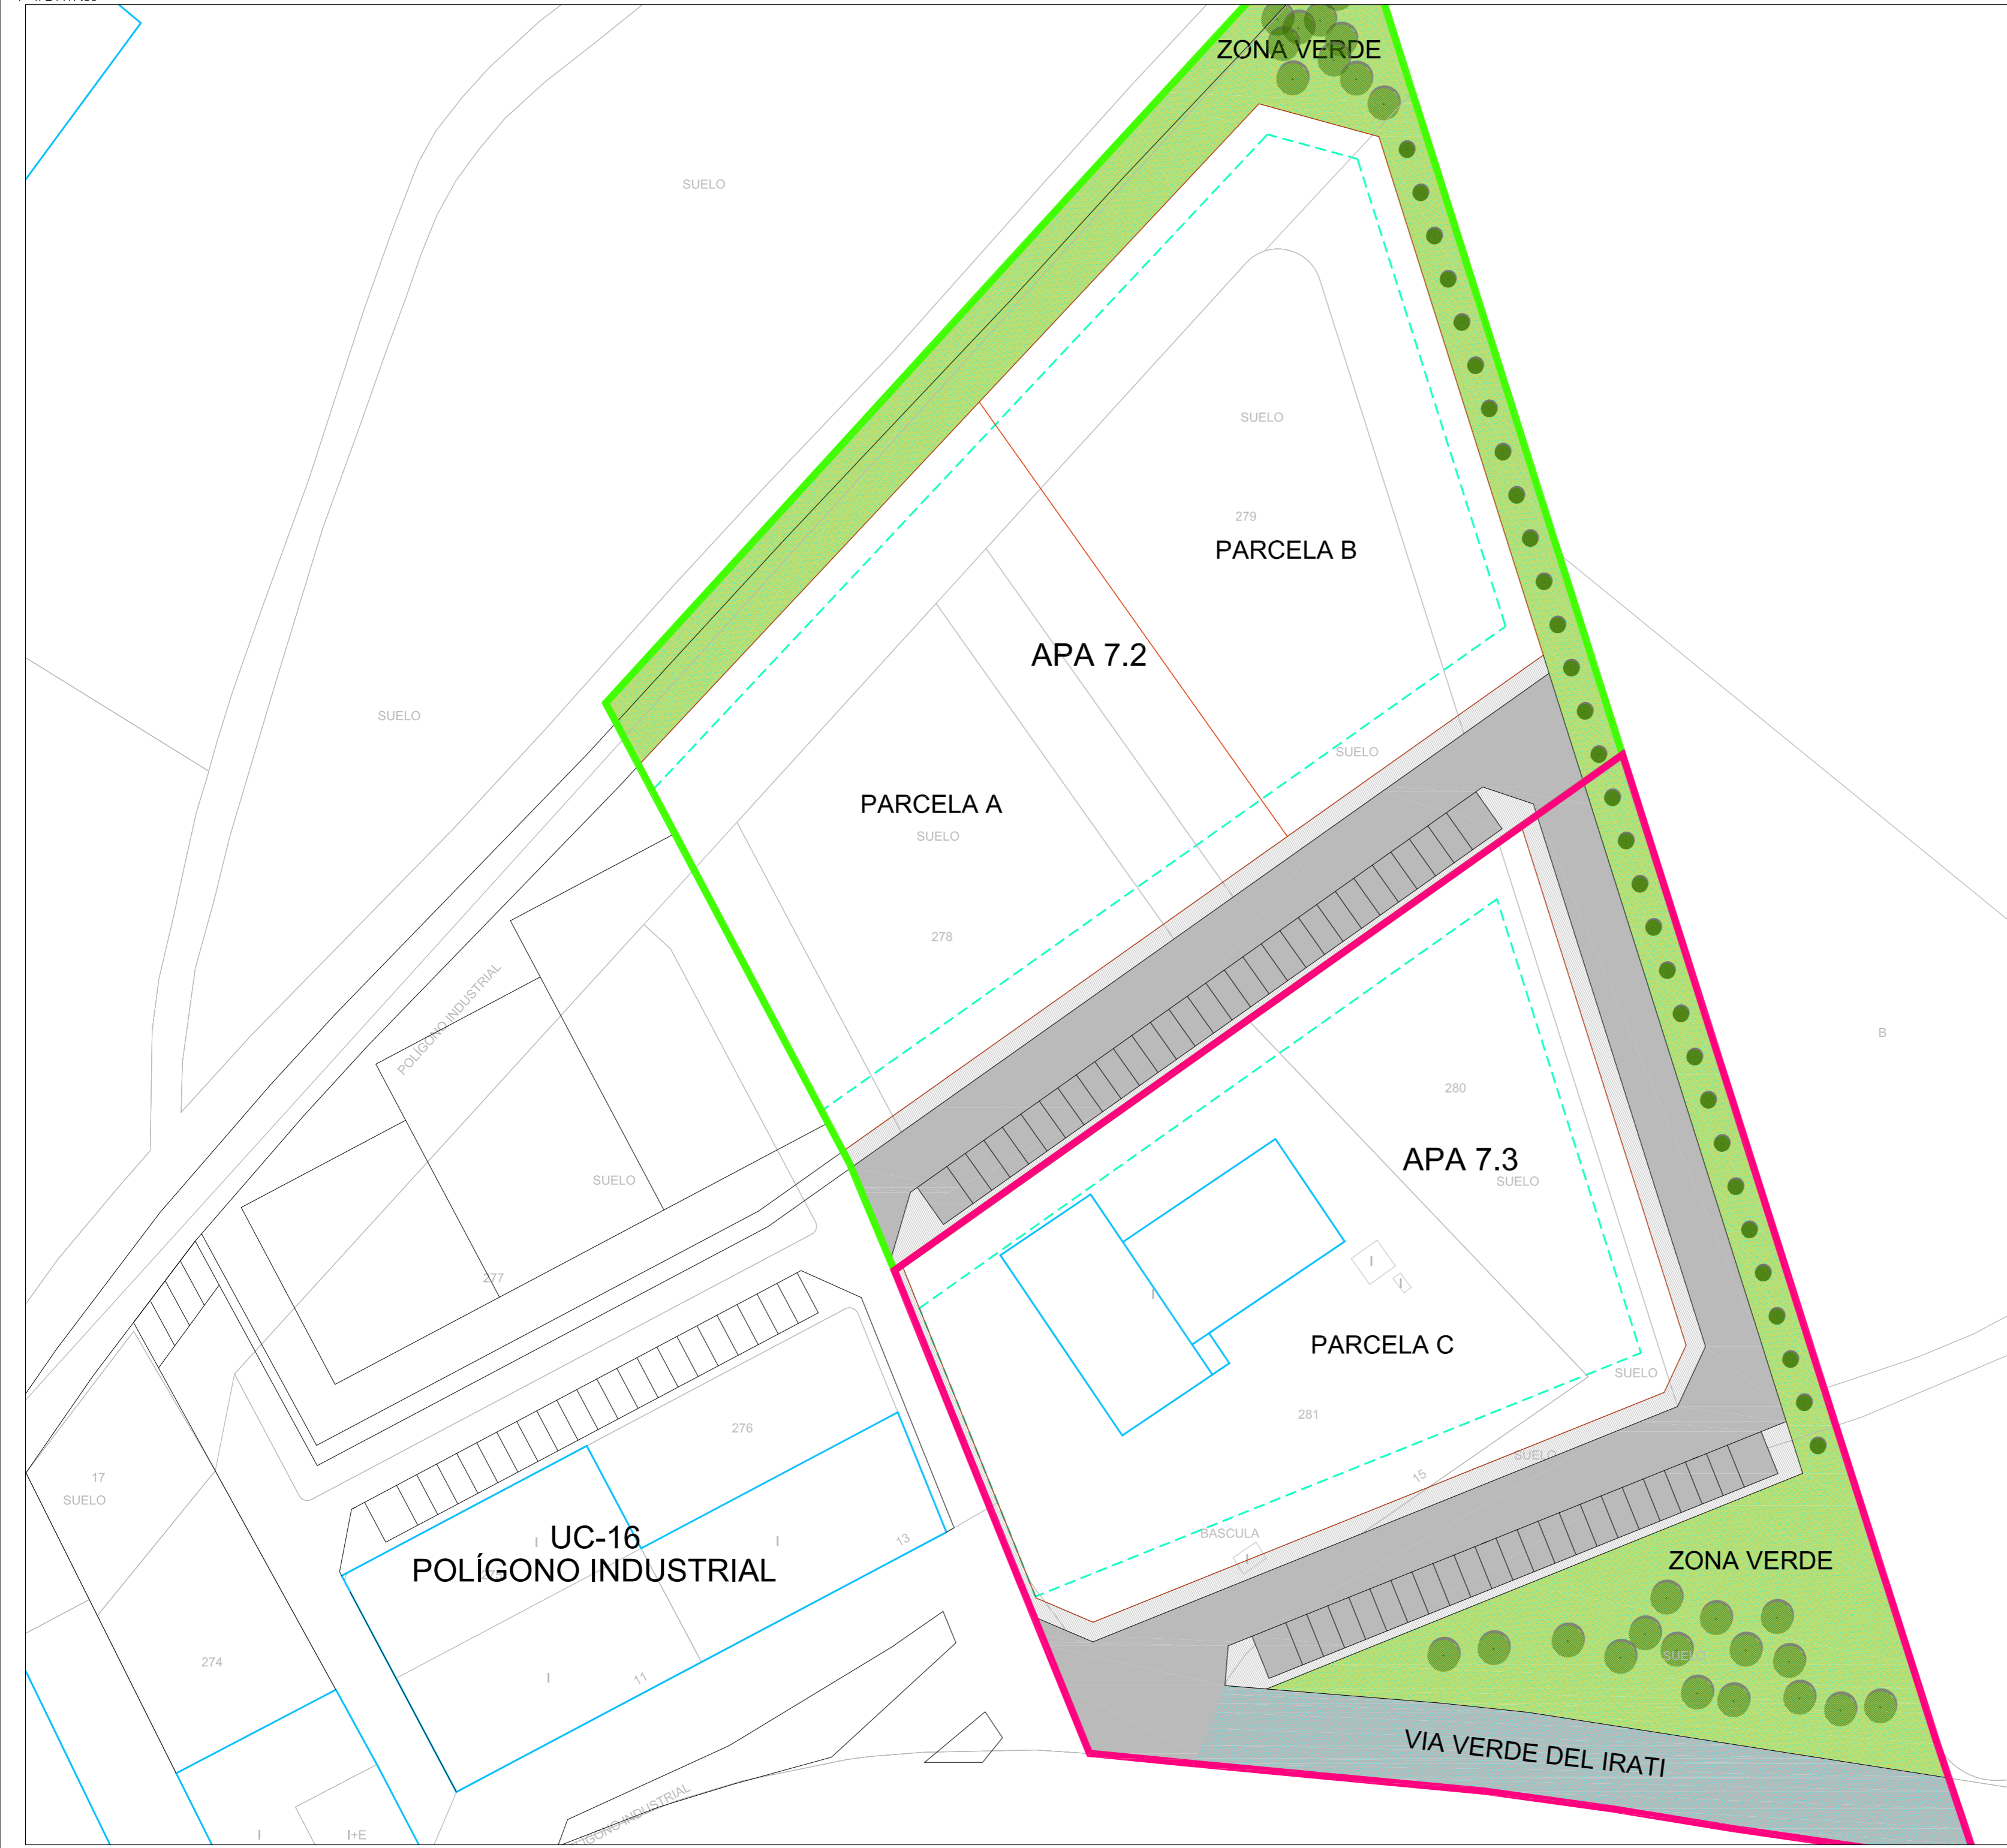 ZONA VERDE
SUELO
SUELO
279
PARCELA B
APA 7.2
SUELO
SUELO
PARCELA A
SUELO
278
POLÍGONO INDUSTRIAL
B
280
APA 7.3
SUELO
SUELO
277
I
I
I
PARCELA C
SUELO
281
276
SUELO
15
17
SUELO
BASCULA
I
13
UC-16
I
I
POLÍGONO INDUSTRIAL
ZONA VERDE
SUELO
274
I
11
VIA VERDE DEL IRATI
INDUSTRIAL
I
I+E